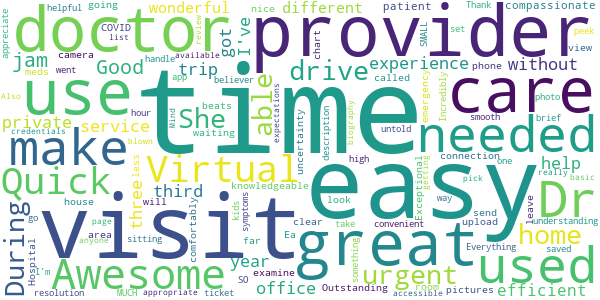 doctor
provider
time
easy
visit
great
care
use
needed
used
make
Dr
Awesome
Virtual
Quick
urgent
She
able
drive
home
During
jam
Good
private
service
third
three
year
office
efficient
help
experience
without
different
wonderful
got
I've
trip
compassionate
patient
helpful
going
appreciate
COVID
list
camera
went
meds
Also
credentials
hour
handle
available
app
review
believer
beats
waiting
Mind
blown
expectations
uncertainty
description
biography
untold
nice
chart
called
phone
emergency
Incredibly
SMALL
set
Thank
view
peek
photo
smooth
brief
connection
one
getting
Exceptional
way
pick
really
basic
send
upload
leave
understanding
Everything
saved
pictures
convenient
accessible
room
something
take
look
clear
knowledgeable
kids
symptoms
high
far
Ea
examine
SO
Outstanding
less
will
comfortably
sitting
house
go
page
area
anyone
I'm
Hospital
resolution
MUCH
appropriate
ticket